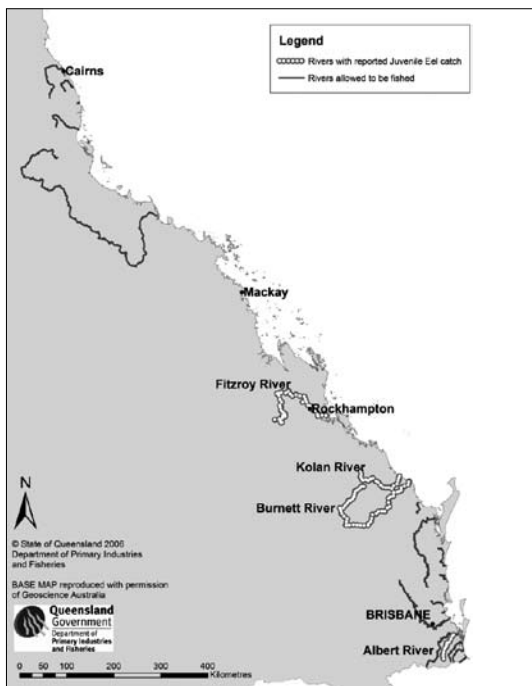 Legend
Rivers with reported Juvenile Eel catch
Rivers allowed to be fished
Cairns
Mackay
Fitzroy River
Rockhampton
Kolan River
Burnett River
N
© State of Queensland 2006
Department of Primary Industries
and Fisheries
BASE MAP reproduced with permission
of Geoscience Australia
BRISBANE
Albert River
Queensland
Government
Department of
Primary Industries
and Fisheries
0 50 100 200 300 400
Kilometres